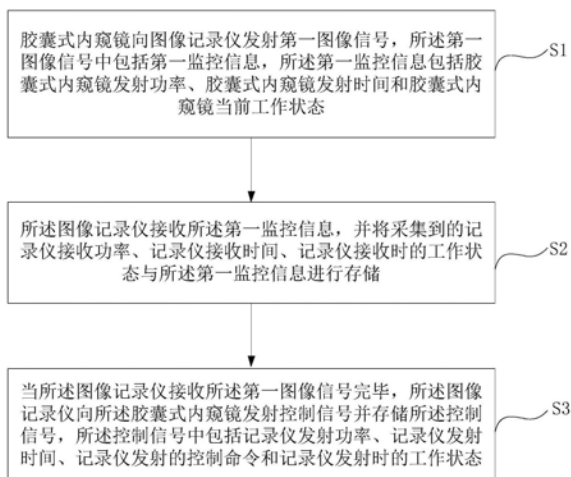 胶囊式内窥镜向图像记录仪发射第一图像信号，所述第一
图像信号中包括第一监控信息，所述第一监控信息包括胶
囊式内窥镜发射功率、胶囊式内窥镜发射时间和胶囊式内
窥镜当前工作状态
S1
所述图像记录仪接收所述第一监控信息，并将采集到的记
录仪接收功率、记录仪接收时间、记录仪接收时的工作状
态与所述第一监控信息进行存储
S2
当所述图像记录仪接收所述第一图像信号完毕，所述图像
记录仪向所述胶囊式内窥镜发射控制信号并存储所述控制
信号，所述控制信号中包括记录仪发射功率、记录仪发射
时间、记录仪发射的控制命令和记录仪发射时的工作状态
S3